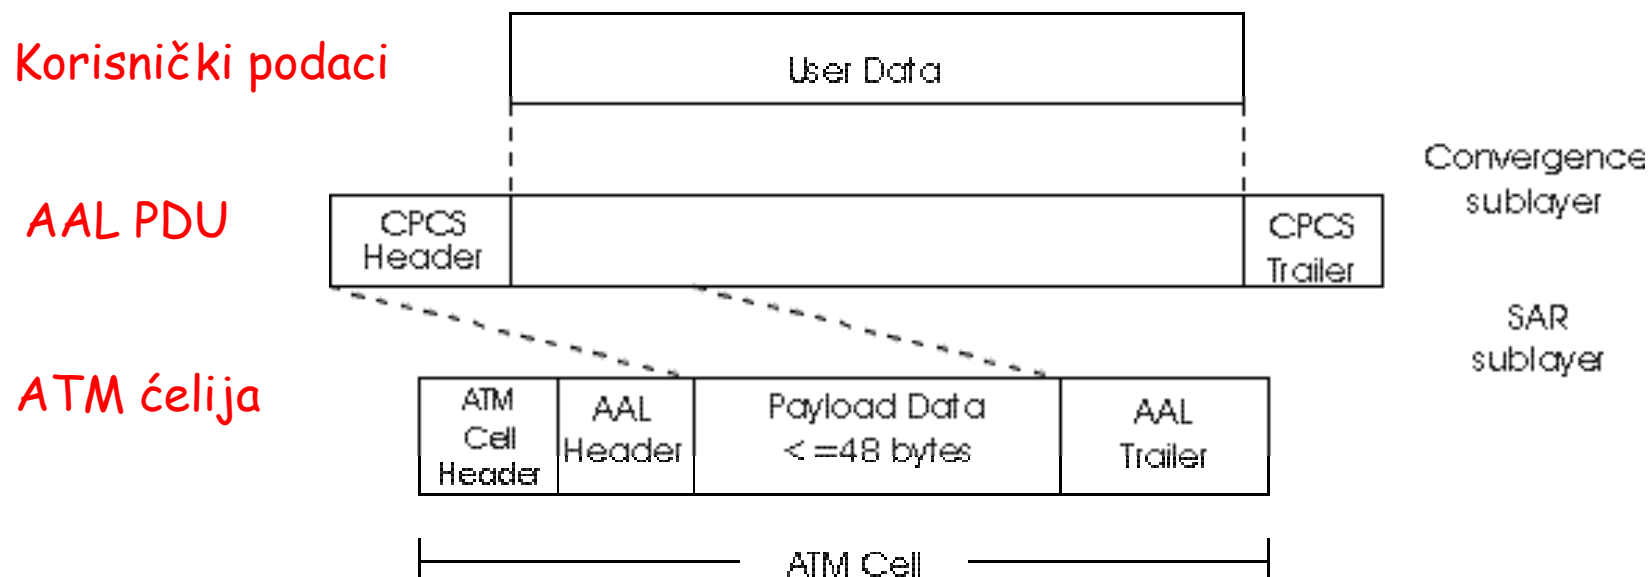 Korisnički podaci
User Data
Convergence
sublayer
AAL PDU
CPCS
Header
CPCS
Trailer
SAR
sublayer
ATM ćelija
ATM
Cell
Header
AAL
Header
Payload Data
< =48 bytes
AAL
Trailer
ATM Cell